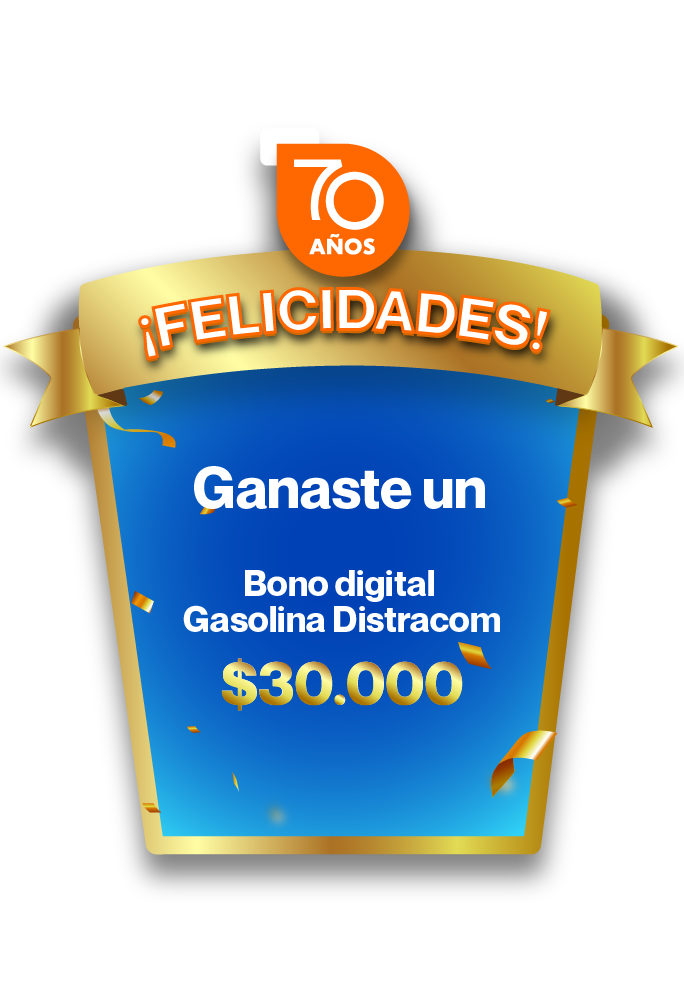 70
AÑOS
¡FELICIDADES!
Ganaste un
Bono digital
Gasolina Distracom
$30.000